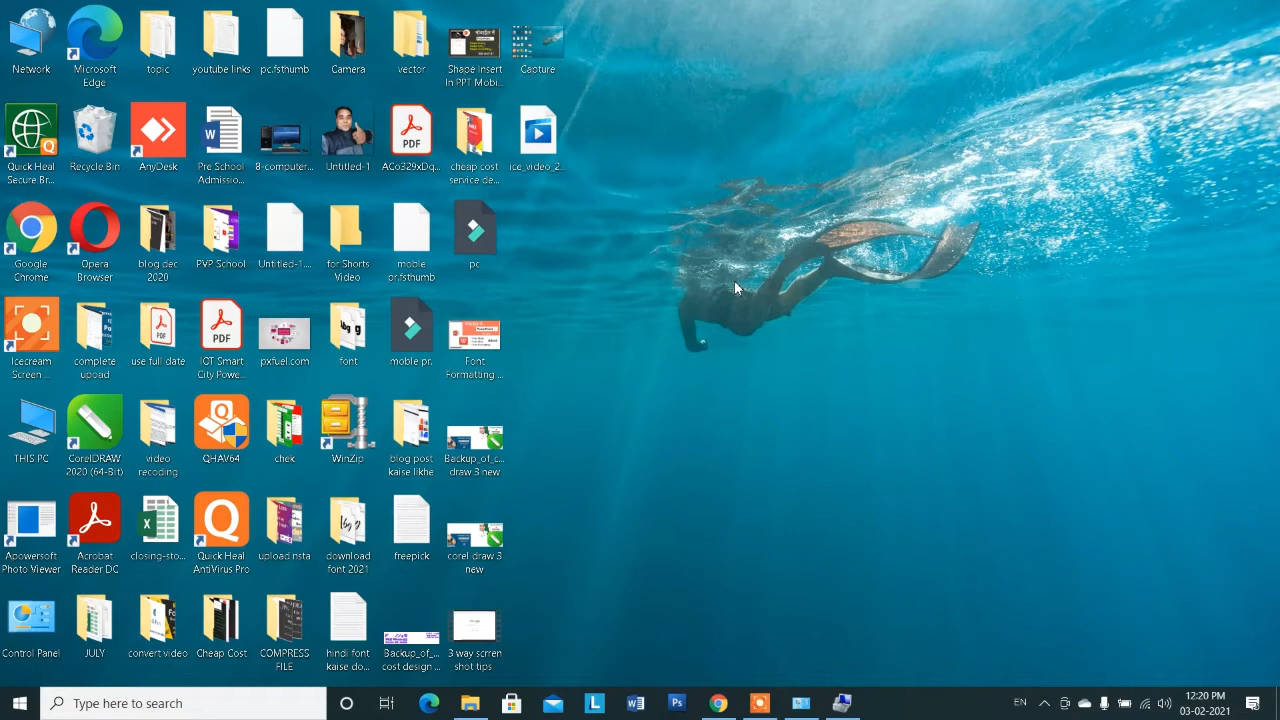 Network
Microsoft
Edge
topic
youtube links
pc.fsthumb
Camera
vector
Shape Insert
In PPT Mobi...
Capture
Quick Heal
Secure Br...
Recycle Bin
AnyDesk
Pre School
Admissio...
8-computer...
Untitled-1
ACo329xDq...
cheap cost
service de...
ice_video_2...
Google
Chrome
Opera
Browser
blog dec
2020
PVP School
Untitled-1....
for Shorts
Video
moble
pr.fsthumb
pc
Icecream
Screen ...
complete
upoad
use full date
PDF
ICT Smart
City Powe...
pxfuel.com
font
moble pr.
Font
Formatting ...
THIS PC
CorelDRAW
2020 (64-Bit)
video
recoding
QHAV64
chek
WinZip
blog post
kaise likhe
Backup_of_c...
draw 3 new
Apowersoft
Photo Viewer
Acrobat
Reader DC
closing-sto...
Quick Heal
AntiVirus Pro
upload nsta
download
font 2021
freepick
corel draw 3
new
Control Panel
JULY
convert video
Cheap Cost
COMPRESS
FILE
hindi font
kaise do...
Backup_of_...
cost design ...
3 way scrren
shot tips
Type here to search
EN
12:20 PM
03-02-2021